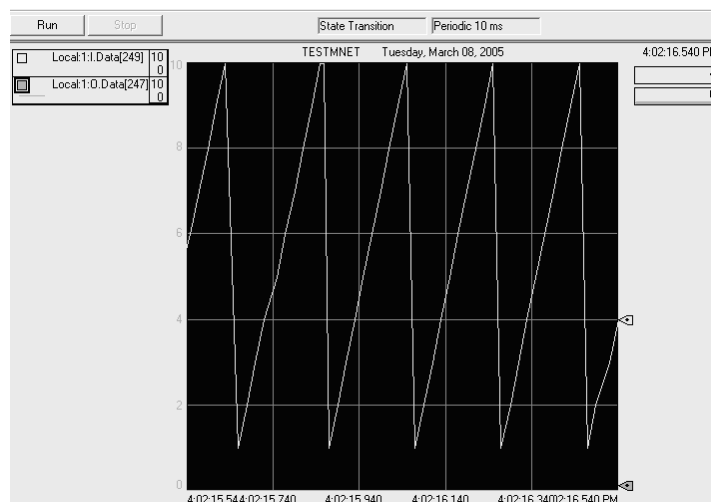 Run Stop State Transition Periodic 10 ms
TESTMNET Tuesday, March 08, 2005 4:02:16.540 PM
Local:1:I.Data[249] 10
0
Local:1:O.Data[247] 10
0
10
8
6
4
2
0
4:02:15.544 4:02:15.740 4:02:15.940 4:02:16.140 4:02:16.340 4:02:16.540 PM